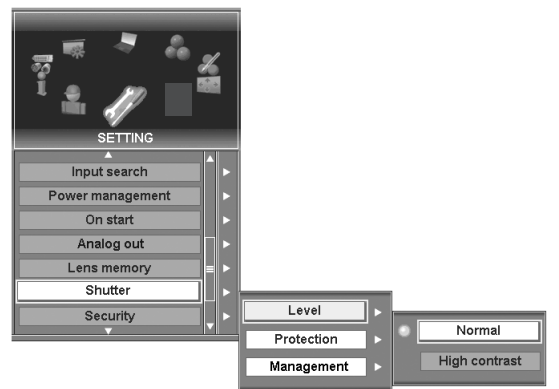 SETTING
Input search
Power management
On start
Analog out
Lens memory
Shutter
Security
Level
Protection
Management
Normal
High contrast